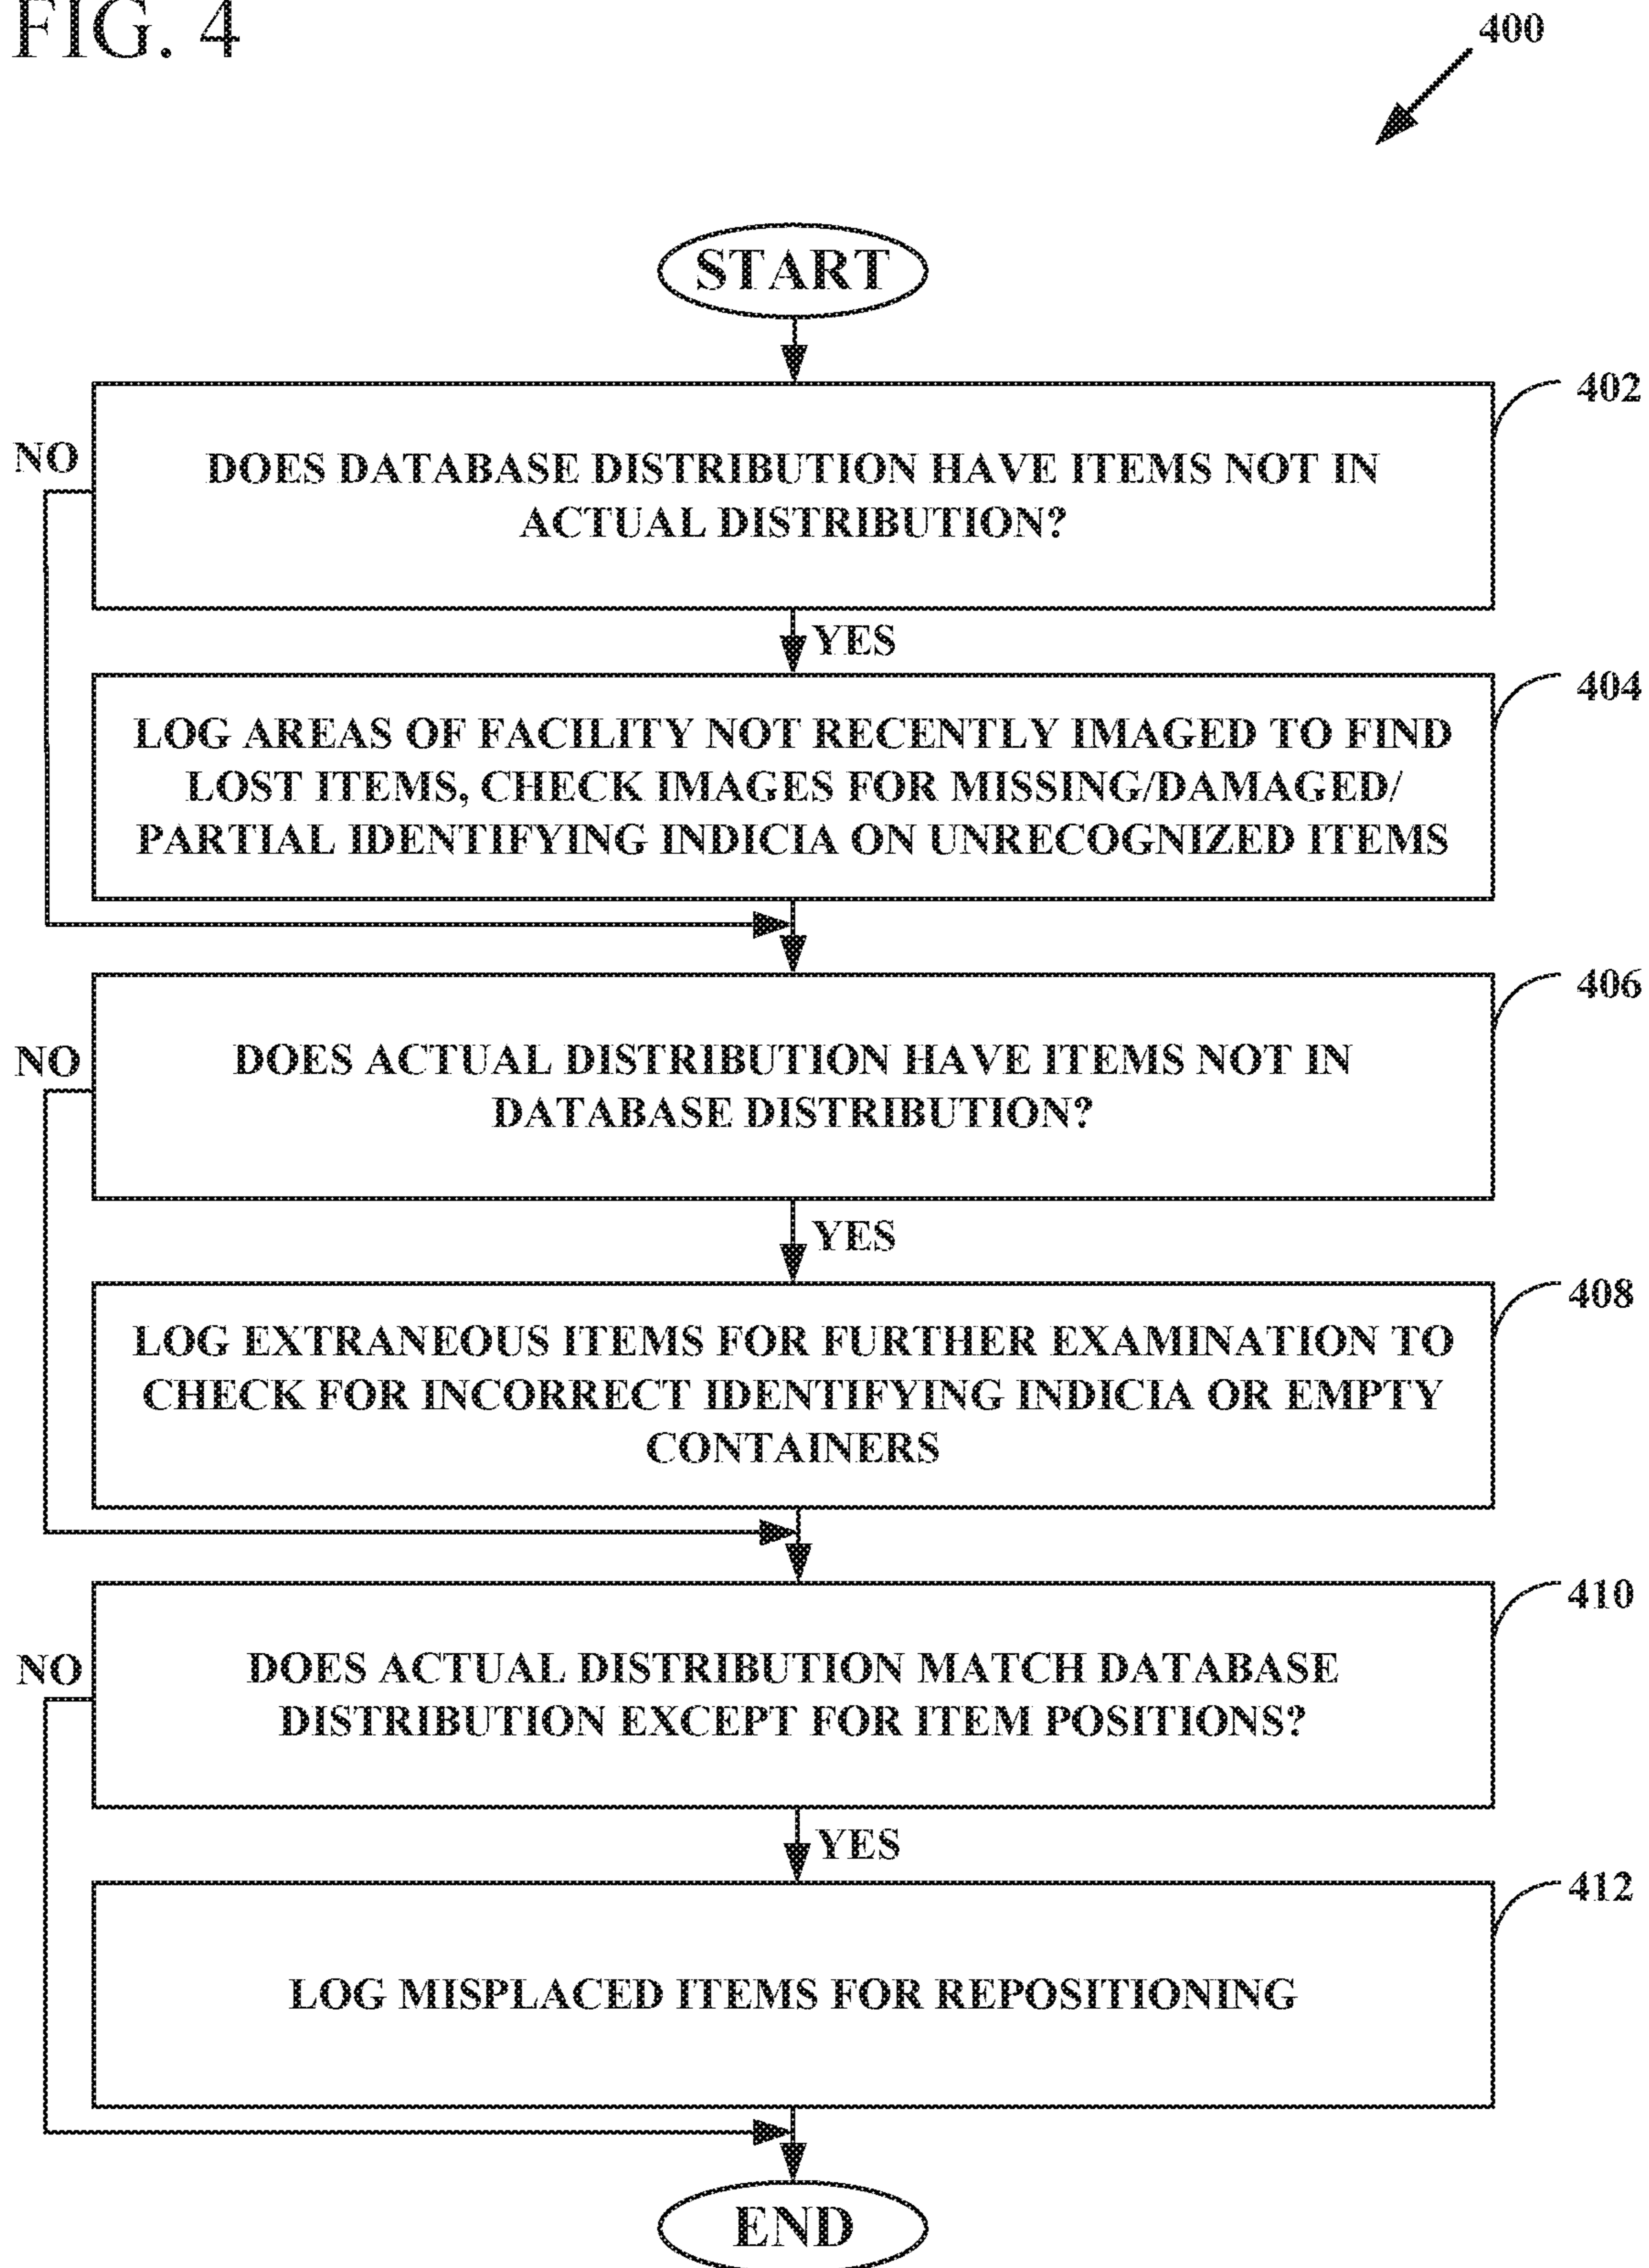 FIG. 4
400
START
402
NO
DOES DATABASE DISTRIBUTION HAVE ITEMS NOT IN
ACTUAL DISTRIBUTION?
YES
404
LOG AREAS OF FACILITY NOT RECENTLY IMAGED TO FIND
LOST ITEMS, CHECK IMAGES FOR MISSING/DAMAGED/
PARTIAL IDENTIFYING INDICIA ON UNRECOGNIZED ITEMS
406
NO
DOES ACTUAL DISTRIBUTION HAVE ITEMS NOT IN
DATABASE DISTRIBUTION?
YES
408
LOG EXTRANEOUS ITEMS FOR FURTHER EXAMINATION TO
CHECK FOR INCORRECT IDENTIFYING INDICIA OR EMPTY
CONTAINERS
410
NO
DOES ACTUAL DISTRIBUTION MATCH DATABASE
DISTRIBUTION EXCEPT FOR ITEM POSITIONS?
YES
412
LOG MISPLACED ITEMS FOR REPOSITIONING
END